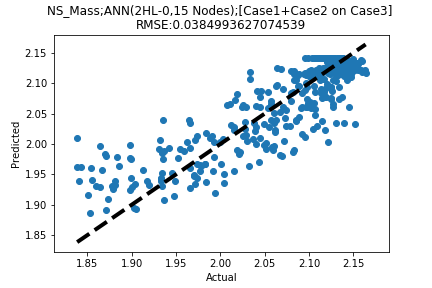 NS_Mass;ANN(2HL-0,15 Nodes);[Case1+Case2 on Case3]
RMSE:0.0384993627074539
2.15
2.10
2.05
2.00
1.95
1.90
1.85
Predicted
1.85 1.90 1.95 2.00 2.05 2.10 2.15
Actual